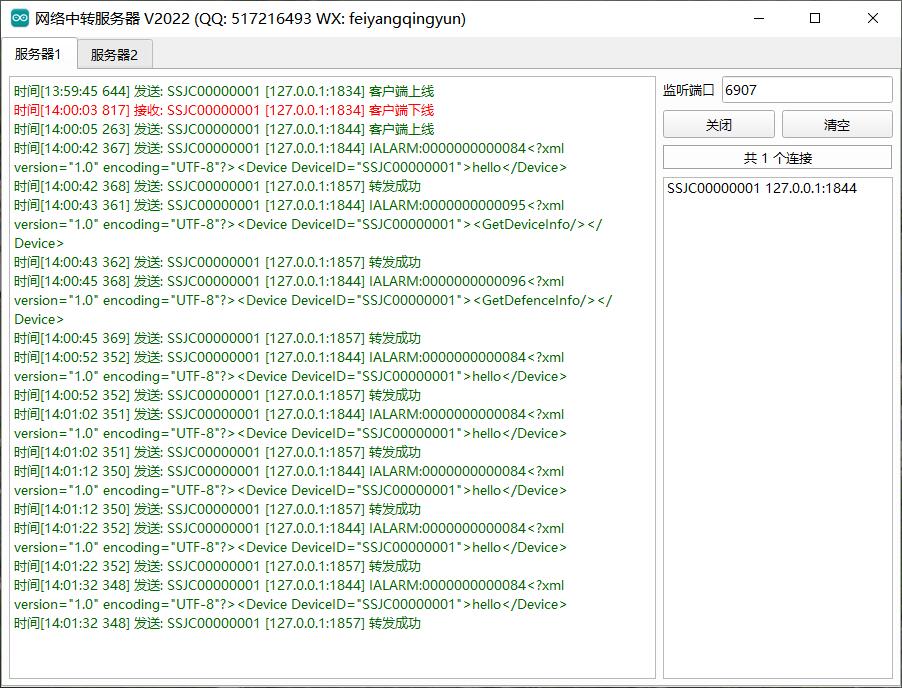 网络中转服务器 V2022 (QQ: 517216493 WX: feiyangqingyun)
服务器1 服务器2
时间[13:59:45 644] 发送: SSJC00000001 [127.0.0.1:1834] 客户端上线
时间[14:00:03 817] 接收: SSJC00000001 [127.0.0.1:1834] 客户端下线
时间[14:00:05 263] 发送: SSJC00000001 [127.0.0.1:1844] 客户端上线
时间[14:00:42 367] 发送: SSJC00000001 [127.0.0.1:1844] IALARM:0000000000084<?xml
version="1.0" encoding="UTF-8"?><Device DeviceID="SSJC00000001">hello</Device>
时间[14:00:42 368] 发送: SSJC00000001 [127.0.0.1:1857] 转发成功
时间[14:00:43 361] 发送: SSJC00000001 [127.0.0.1:1844] IALARM:0000000000095<?xml
version="1.0" encoding="UTF-8"?><Device DeviceID="SSJC00000001"><GetDeviceInfo/></
Device>
时间[14:00:43 362] 发送: SSJC00000001 [127.0.0.1:1857] 转发成功
时间[14:00:45 368] 发送: SSJC00000001 [127.0.0.1:1844] IALARM:0000000000096<?xml
version="1.0" encoding="UTF-8"?><Device DeviceID="SSJC00000001"><GetDefenceInfo/></
Device>
时间[14:00:45 369] 发送: SSJC00000001 [127.0.0.1:1857] 转发成功
时间[14:00:52 352] 发送: SSJC00000001 [127.0.0.1:1844] IALARM:0000000000084<?xml
version="1.0" encoding="UTF-8"?><Device DeviceID="SSJC00000001">hello</Device>
时间[14:00:52 352] 发送: SSJC00000001 [127.0.0.1:1857] 转发成功
时间[14:01:02 351] 发送: SSJC00000001 [127.0.0.1:1844] IALARM:0000000000084<?xml
version="1.0" encoding="UTF-8"?><Device DeviceID="SSJC00000001">hello</Device>
时间[14:01:02 351] 发送: SSJC00000001 [127.0.0.1:1857] 转发成功
时间[14:01:12 350] 发送: SSJC00000001 [127.0.0.1:1844] IALARM:0000000000084<?xml
version="1.0" encoding="UTF-8"?><Device DeviceID="SSJC00000001">hello</Device>
时间[14:01:12 350] 发送: SSJC00000001 [127.0.0.1:1857] 转发成功
时间[14:01:22 352] 发送: SSJC00000001 [127.0.0.1:1844] IALARM:0000000000084<?xml
version="1.0" encoding="UTF-8"?><Device DeviceID="SSJC00000001">hello</Device>
时间[14:01:22 352] 发送: SSJC00000001 [127.0.0.1:1857] 转发成功
时间[14:01:32 348] 发送: SSJC00000001 [127.0.0.1:1844] IALARM:0000000000084<?xml
version="1.0" encoding="UTF-8"?><Device DeviceID="SSJC00000001">hello</Device>
时间[14:01:32 348] 发送: SSJC00000001 [127.0.0.1:1857] 转发成功
监听端口 6907
关闭 清空
共 1 个连接
SSJC00000001 127.0.0.1:1844